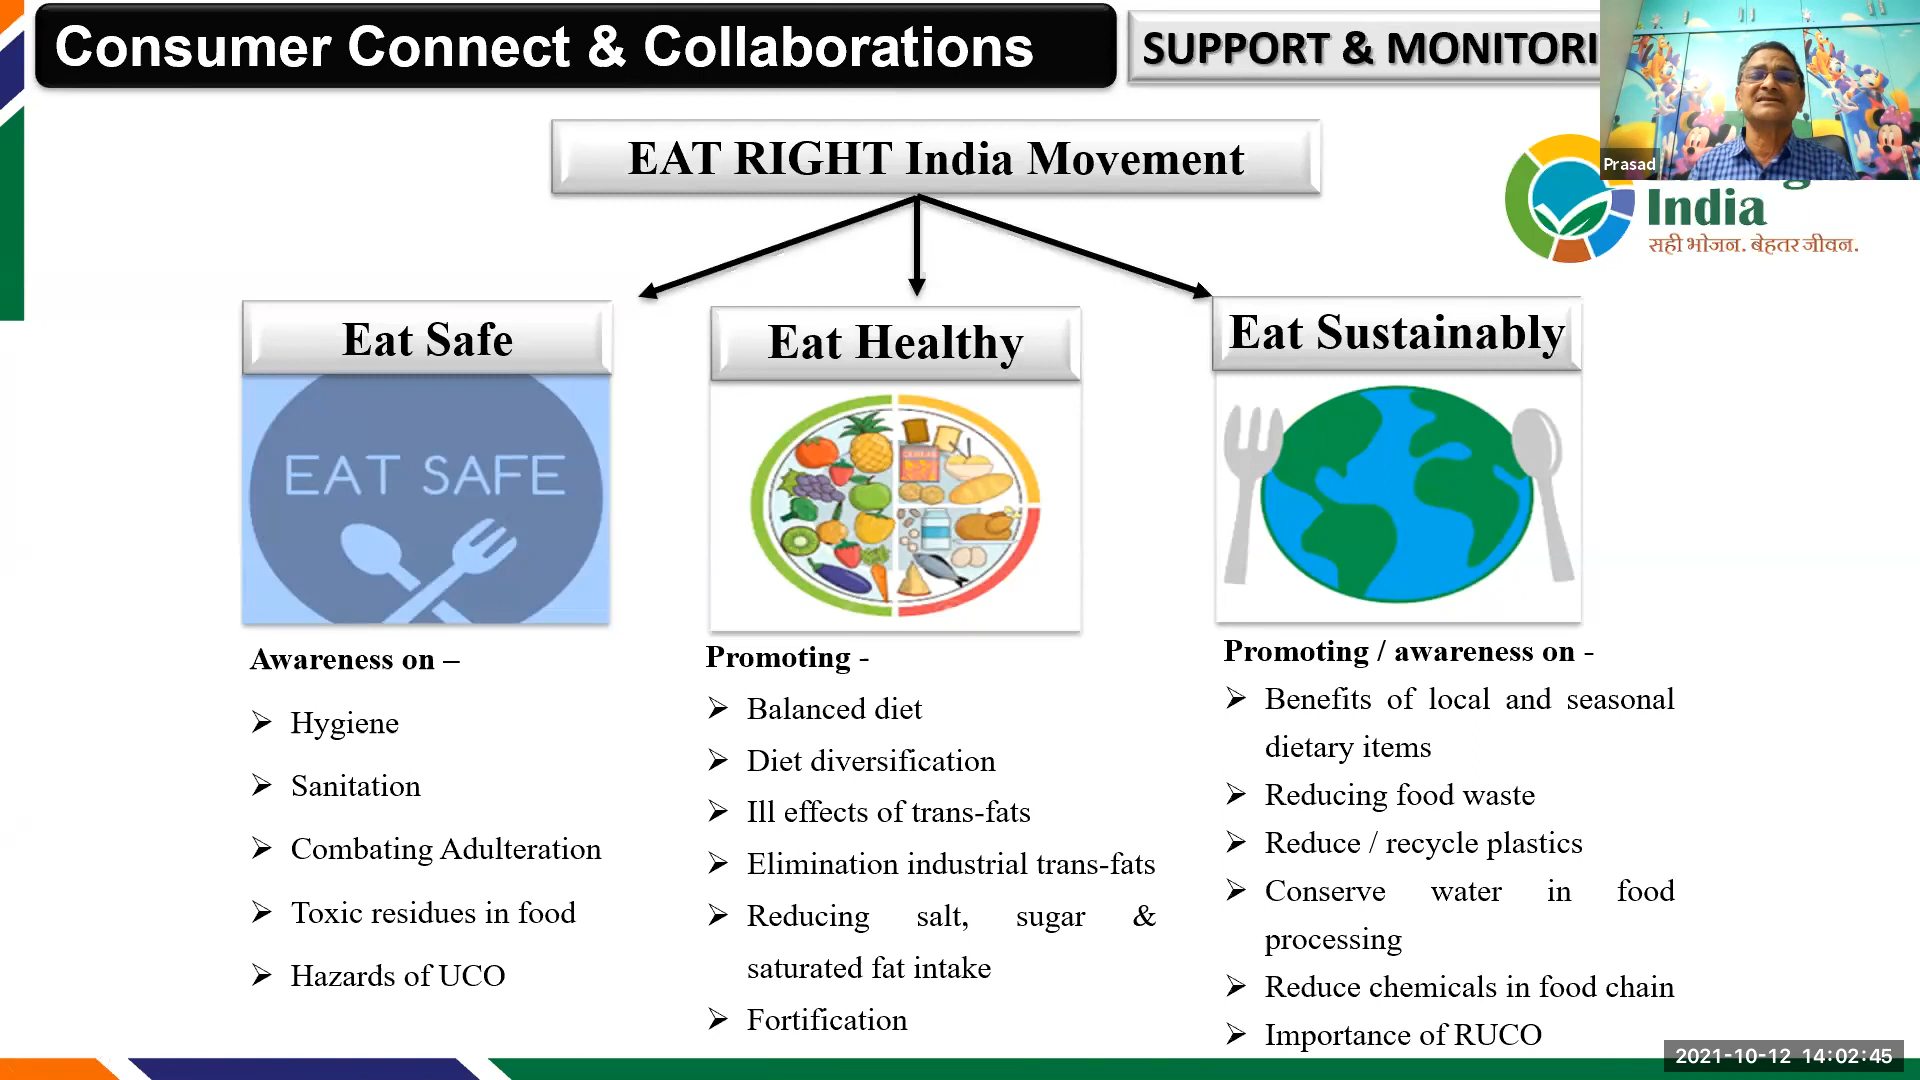 Consumer Connect & Collaborations
SUPPORT & MONITORI
Prasad
EAT RIGHT India Movement
India
सही भोजन. बेहतर जीवन.
Eat Safe
Eat Healthy
Eat Sustainably
EAT SAFE
CEREAL
Awareness on –
Hygiene
Sanitation
Combating Adulteration
Toxic residues in food
Hazards of UCO
Promoting -
Balanced diet
Diet diversification
Ill effects of trans-fats
Elimination industrial trans-fats
Reducing salt, sugar &
saturated fat intake
Fortification
Promoting / awareness on -
Benefits of local and seasonal
dietary items
Reducing food waste
Reduce / recycle plastics
Conserve water in food
processing
Reduce chemicals in food chain
Importance of RUCO
2021-10-12 14:02:45